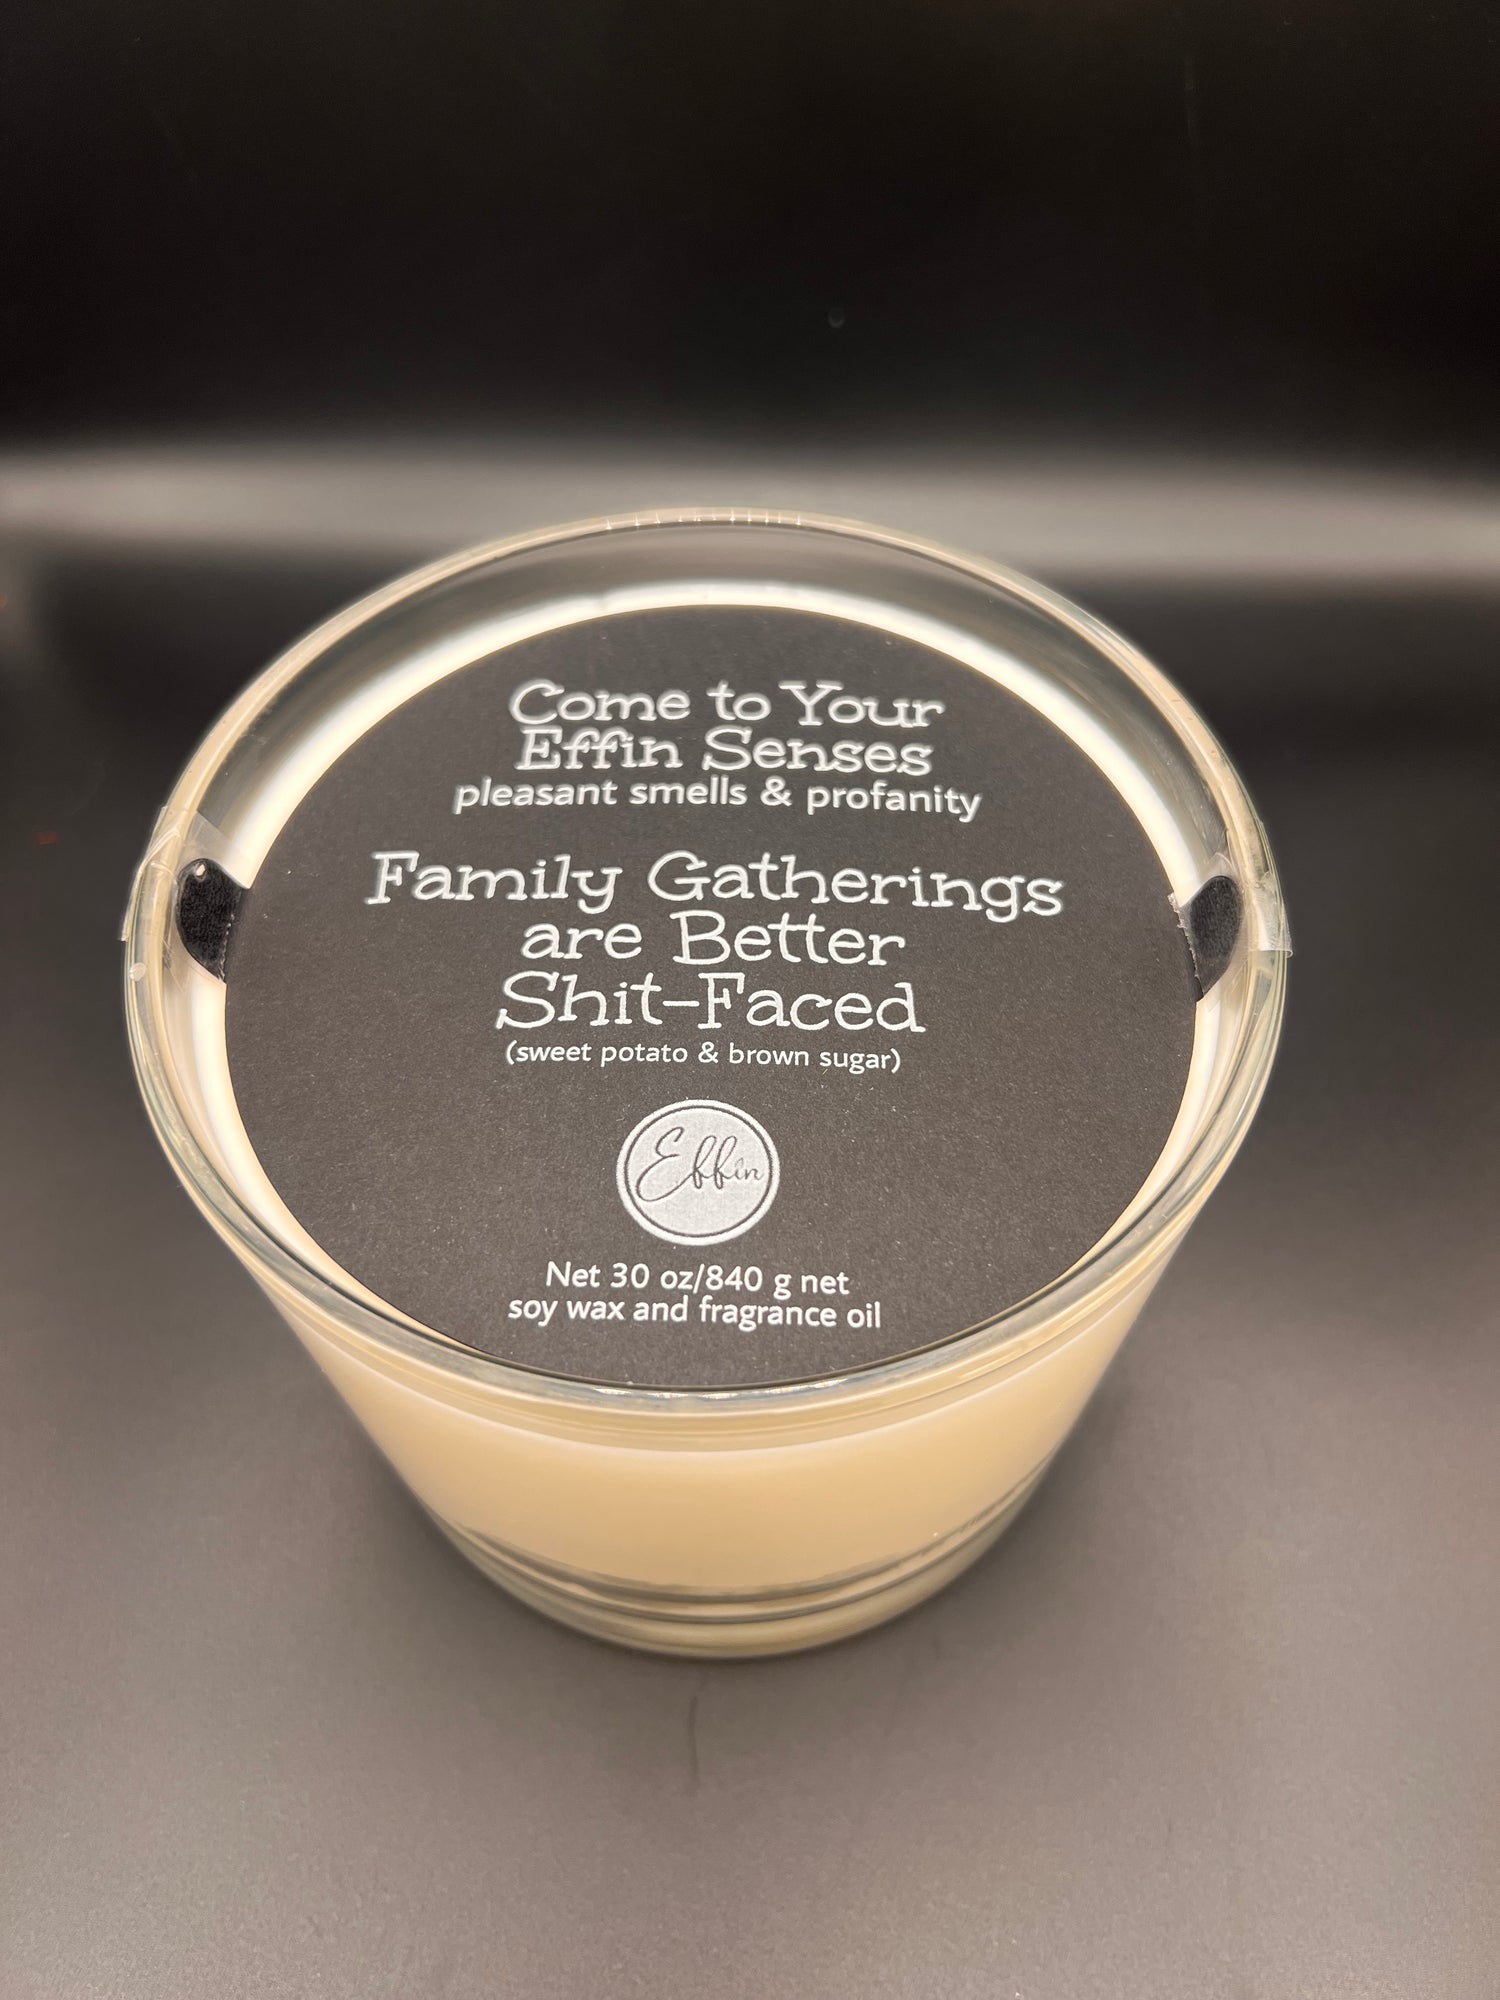 Come to Your
Effin Senses
pleasant smells & profanity
Family Gatherings
are Better
Shit-Faced
(sweet potato & brown sugar)
Effin
Net 30 oz/840 g net
soy wax and fragrance oil